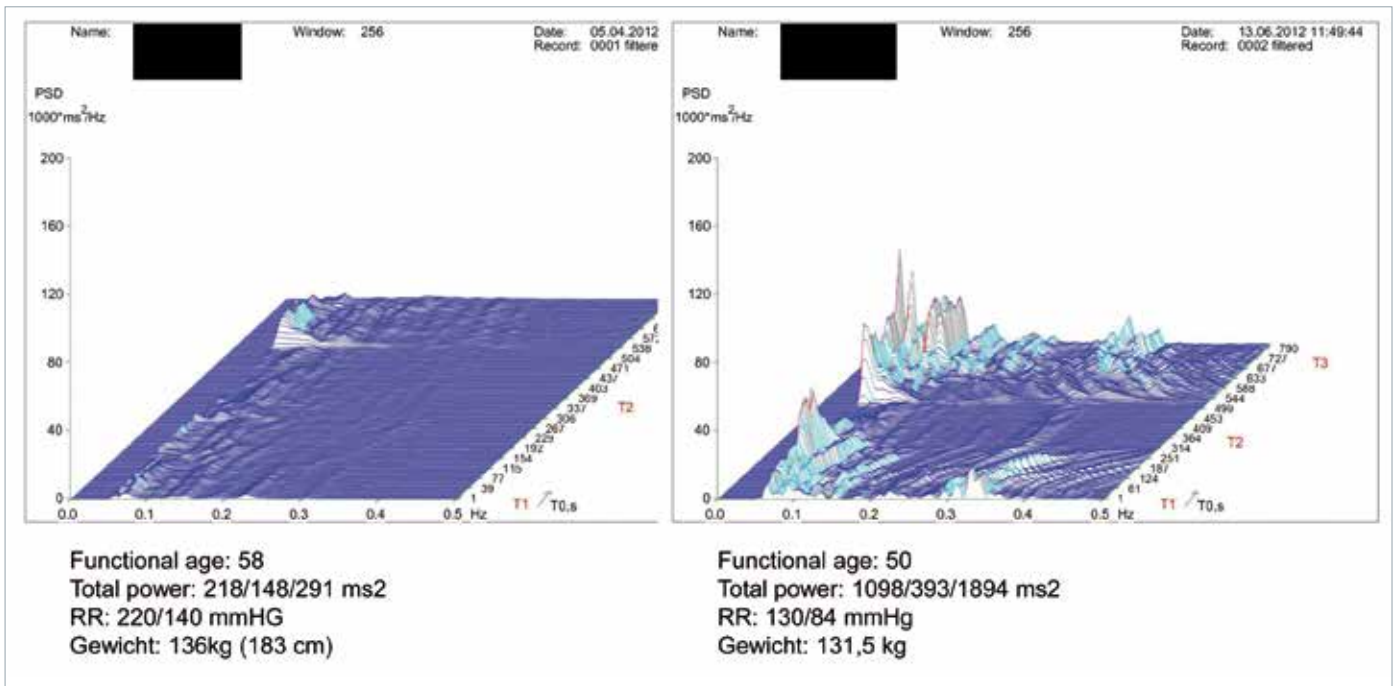 Name: Window: 256 Date: 05.04.2012
Record: 0001 filtere
PSD
1000*ms²/Hz
200
160
120
80
40
0
0.0 0.1 0.2 0.3 0.4 0.5 Hz
1
39
77
115
154
192
229
267
306
337
369
403
437
471
504
538
T1
T0,s
T2
Name: Window: 256 Date: 13.06.2012 11:49:44
Record: 0002 filtered
PSD
1000*ms²/Hz
200
160
120
80
40
0
0.0 0.1 0.2 0.3 0.4 0.5 Hz
1
61
124
187
251
314
364
409
453
499
544
588
633
677
727
790
T1
T0,s
T2
T3
Functional age: 58
Total power: 218/148/291 ms2
RR: 220/140 mmHG
Gewicht: 136kg (183 cm)
Functional age: 50
Total power: 1098/393/1894 ms2
RR: 130/84 mmHg
Gewicht: 131,5 kg